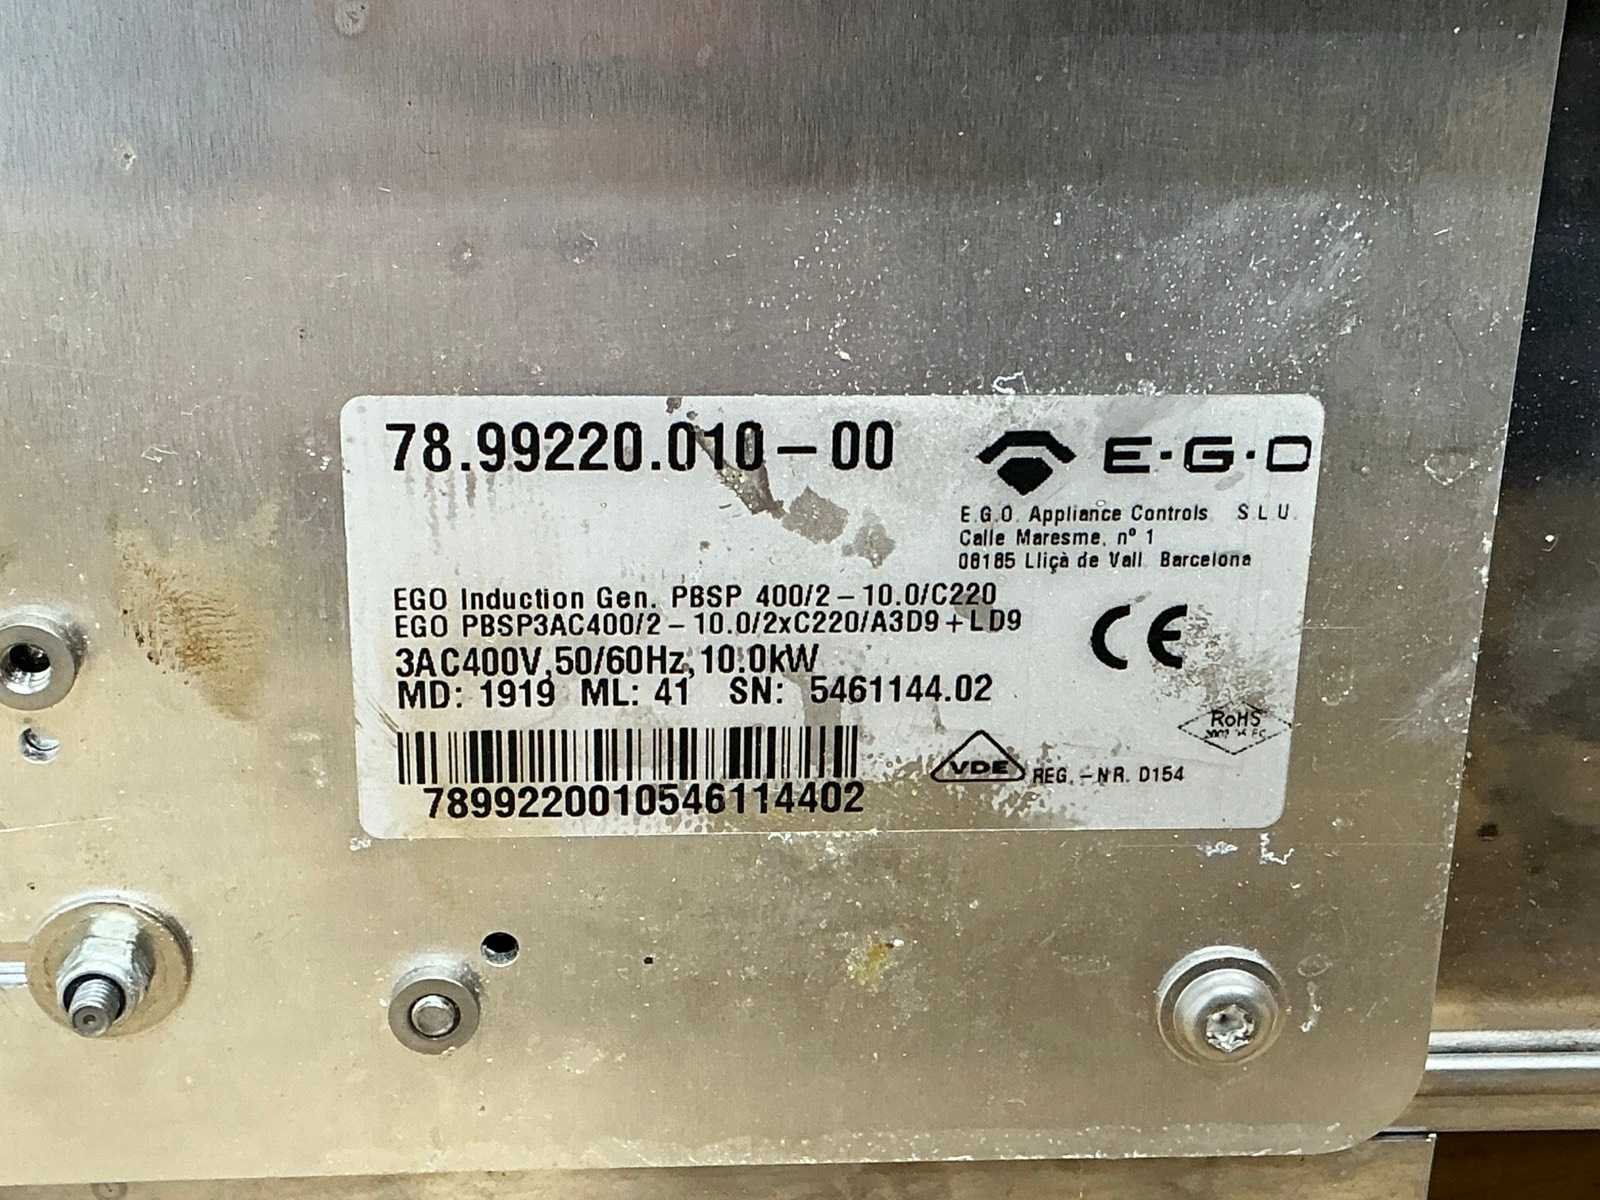 78.99220.010-00
E·G·O
E.G.O. Appliance Controls S.L.U.
Calle Maresme, nº 1
08185 Lliçà de Vall Barcelona
EGO Induction Gen. PBSP 400/2-10.0/C220
EGO PBSP3AC400/2-10.0/2xC220/A3D9+LD9
3AC400V,50/60Hz,10.0kW
MD: 1919 ML: 41 SN: 5461144.02
CE
RoHS
VDE
REG.-NR. D154
7899220010546114402